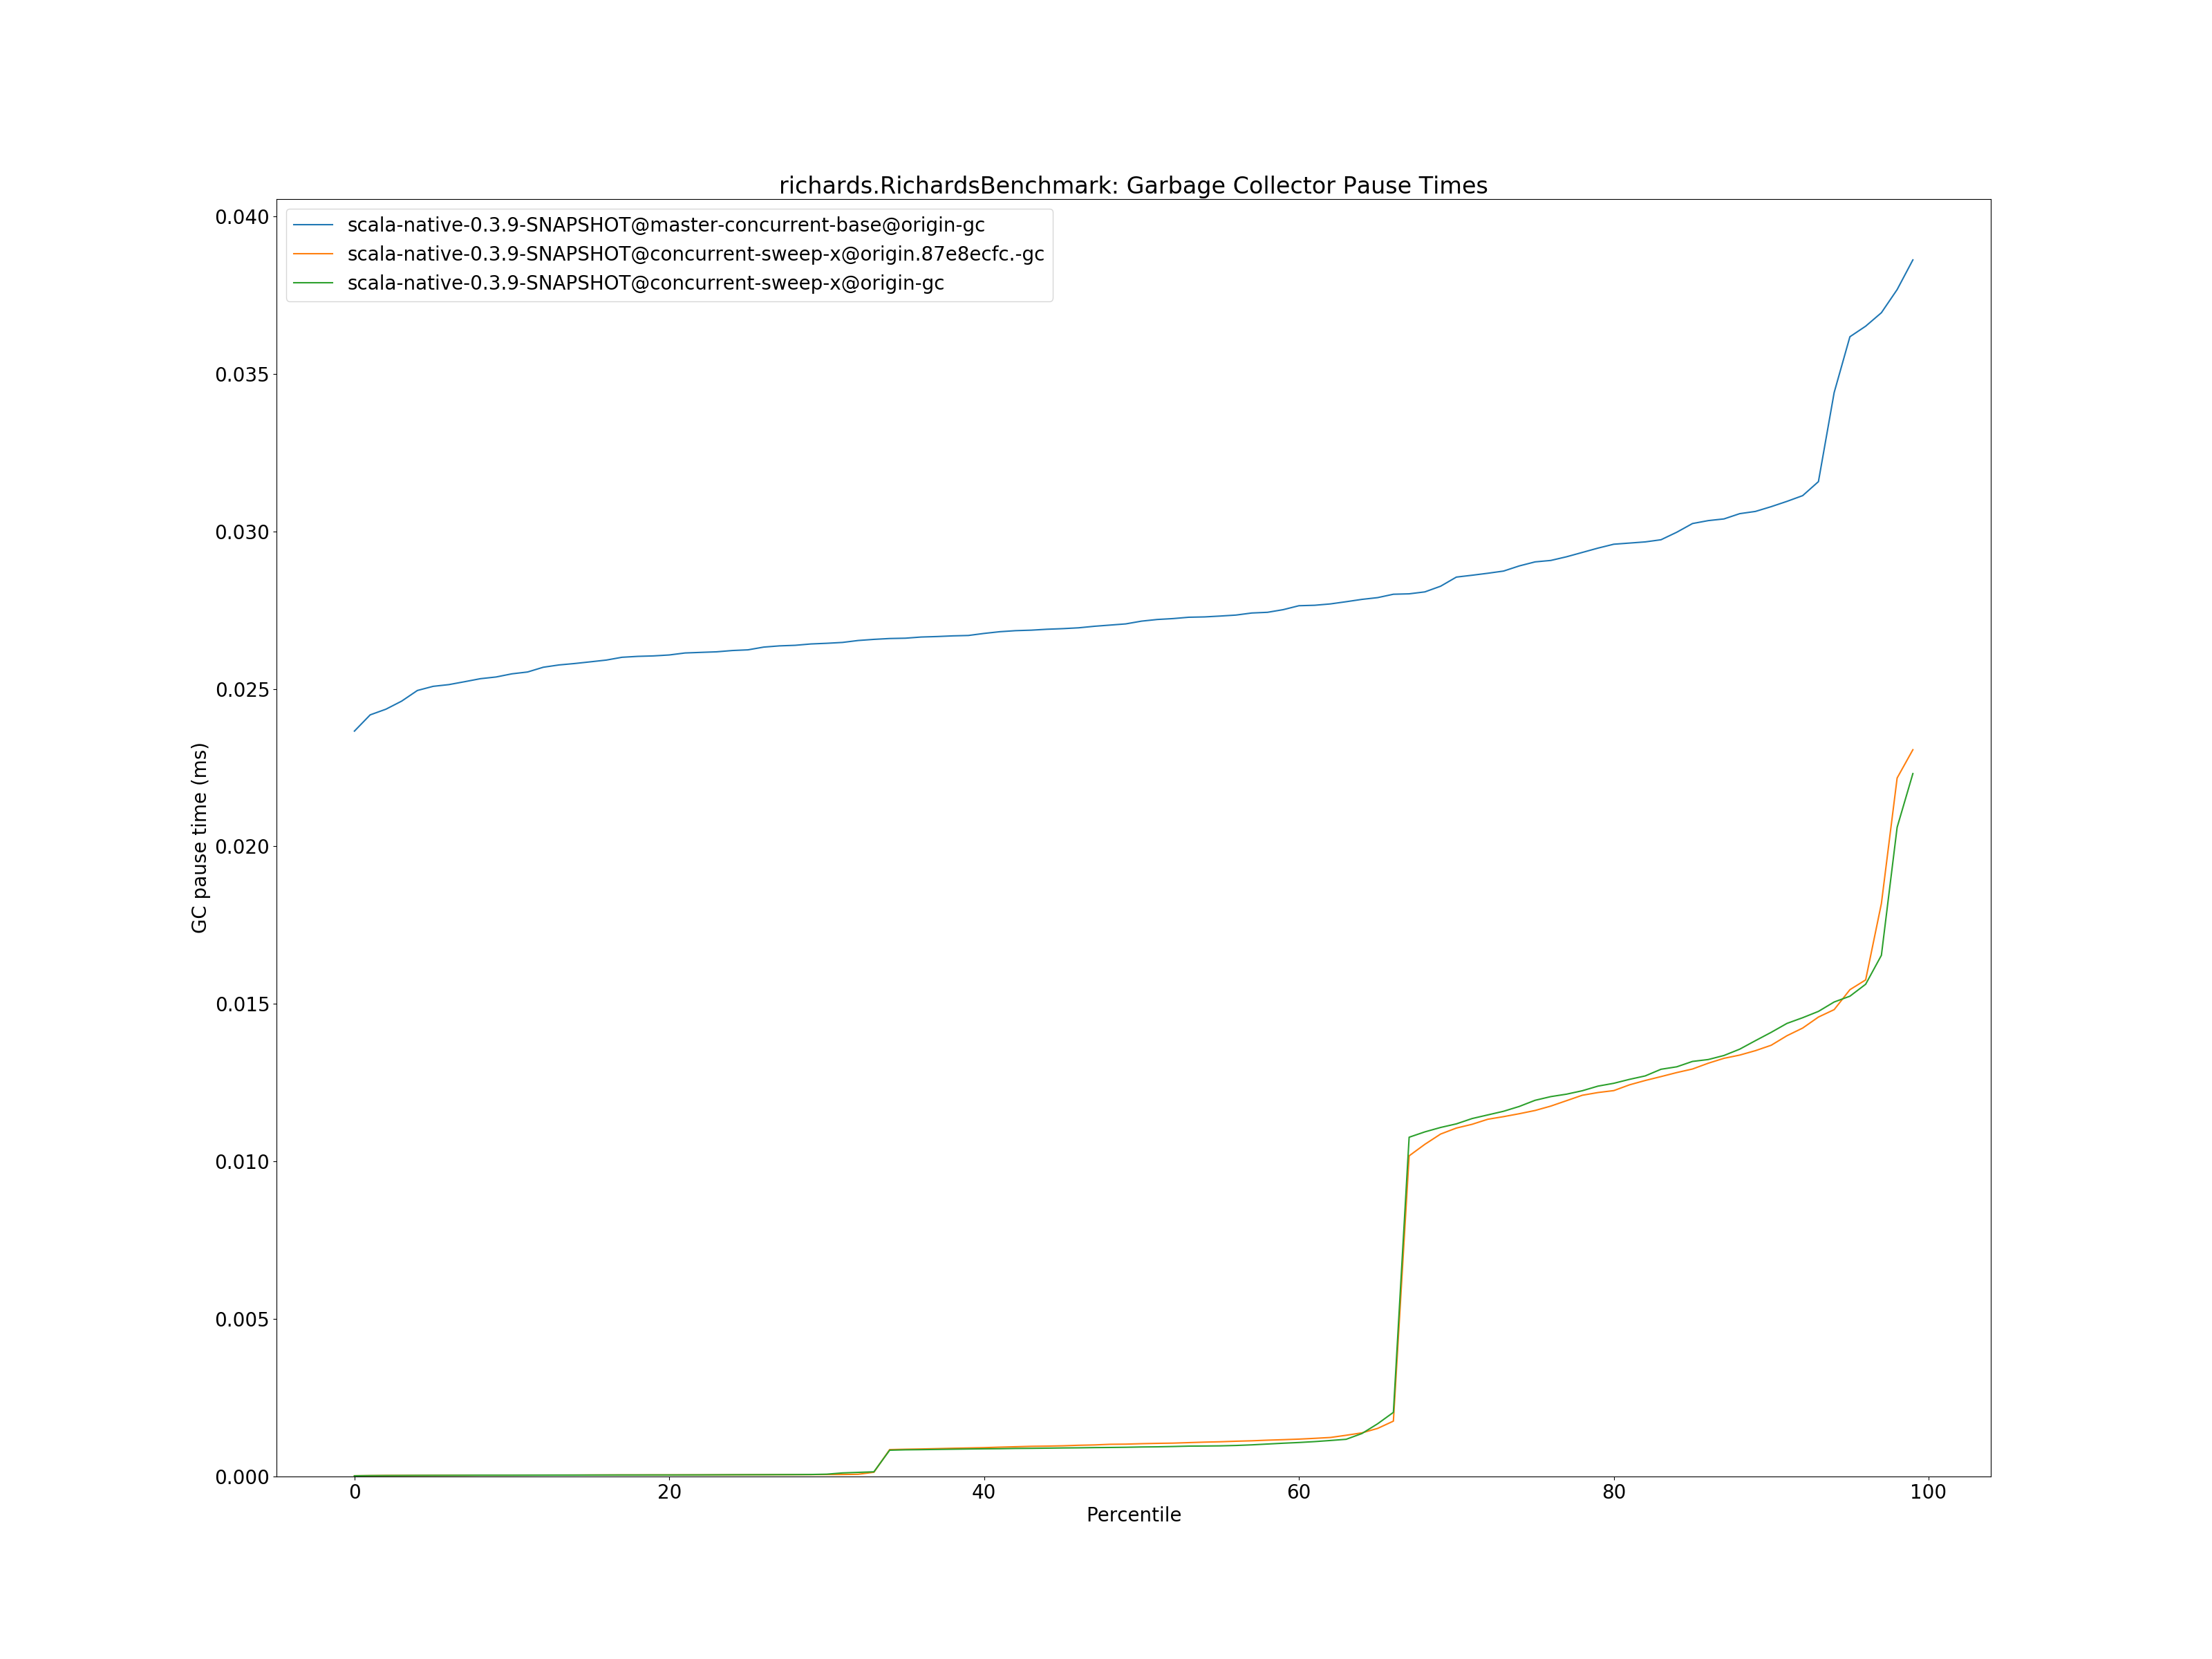 richards.RichardsBenchmark: Garbage Collector Pause Times
scala-native-0.3.9-SNAPSHOT@master-concurrent-base@origin-gc
scala-native-0.3.9-SNAPSHOT@concurrent-sweep-x@origin.87e8ecfc.-gc
scala-native-0.3.9-SNAPSHOT@concurrent-sweep-x@origin-gc
GC pause time (ms)
0.040
0.035
0.030
0.025
0.020
0.015
0.010
0.005
0.000
0 20 40 60 80 100
Percentile